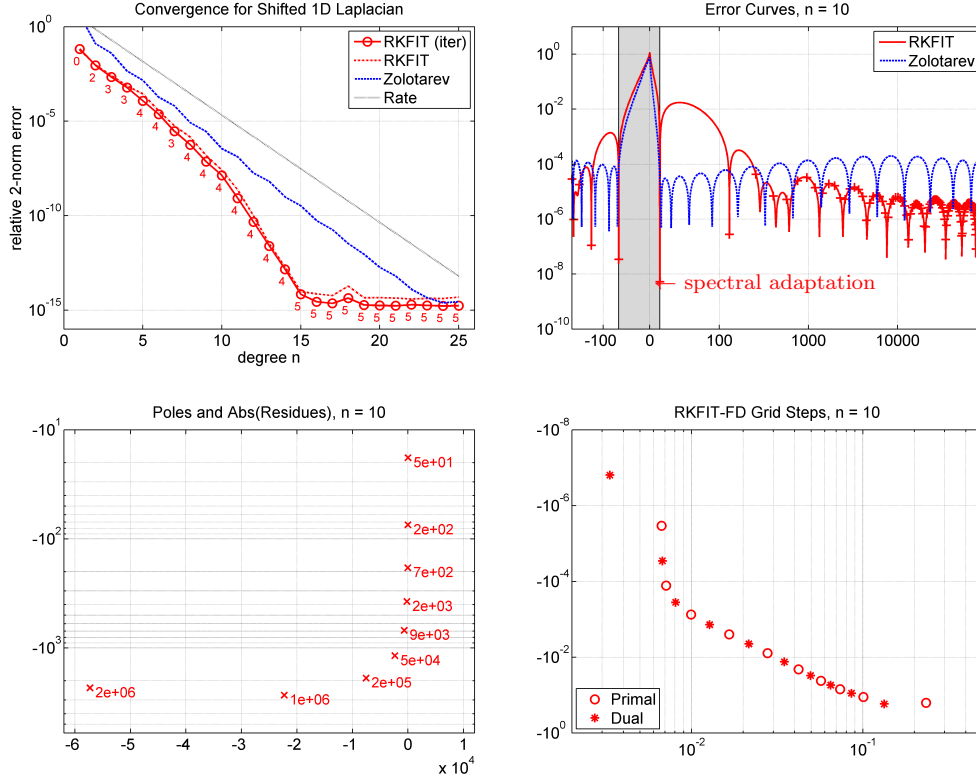 Convergence for Shifted 1D Laplacian
relative 2-norm error
10^0
10^-5
10^-10
10^-15
RKFIT (iter)
RKFIT
Zolotarev
Rate
0
2
3
3
4
4
3
4
4
4
4
4
4
4
5
5
5
5
5
5
5
5
5
5
5
0 5 10 15 20 25
degree n
Error Curves, n = 10
10^0
10^-2
10^-4
10^-6
10^-8
10^-10
RKFIT
Zolotarev
spectral adaptation
-100 0 100 1000 10000
Poles and Abs(Residues), n = 10
-10^1
-10^2
-10^3
5e+01
2e+02
7e+02
2e+03
9e+03
5e+04
2e+05
1e+06
2e+06
-6 -5 -4 -3 -2 -1 0 1
x 10^4
RKFIT-FD Grid Steps, n = 10
-10^-8
-10^-6
-10^-4
-10^-2
-10^0
Primal
Dual
10^-2 10^-1